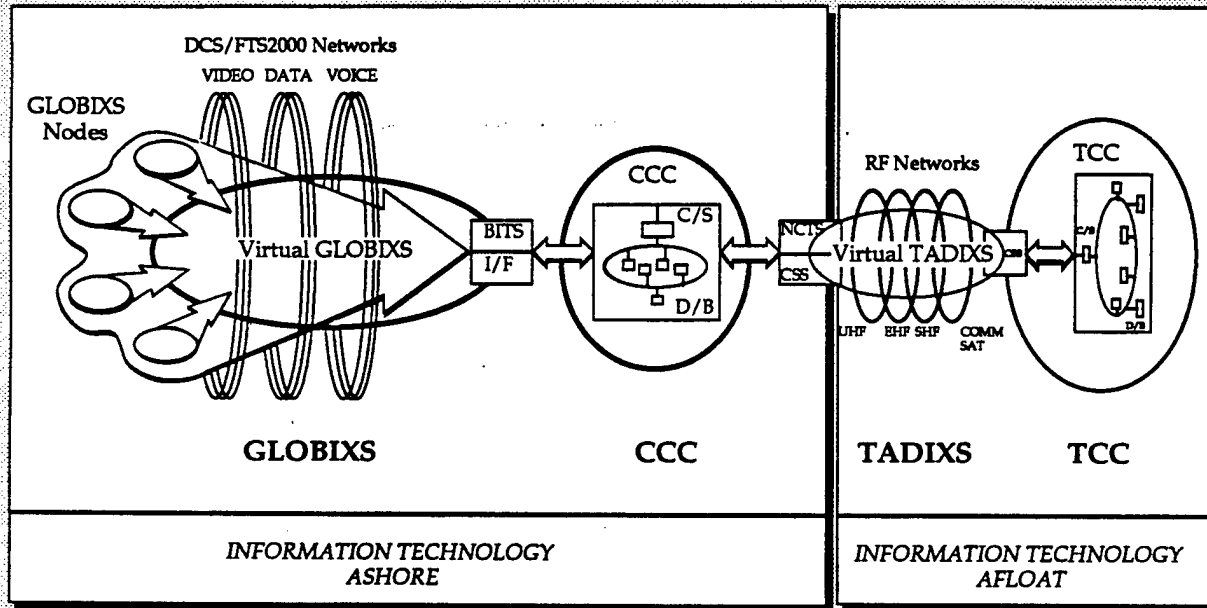 DCS/FTS2000 Networks
VIDEO DATA VOICE
GLOBIXS
Nodes
Virtual GLOBIXS
BITS
I/F
CCC
C/S
D/B
NCTS
CSS
RF Networks
Virtual TADIXS
CSS
UHF EHF SHF COMM
SAT
TCC
C/S
D/B
GLOBIXS
CCC
TADIXS
TCC
INFORMATION TECHNOLOGY
ASHORE
INFORMATION TECHNOLOGY
AFLOAT